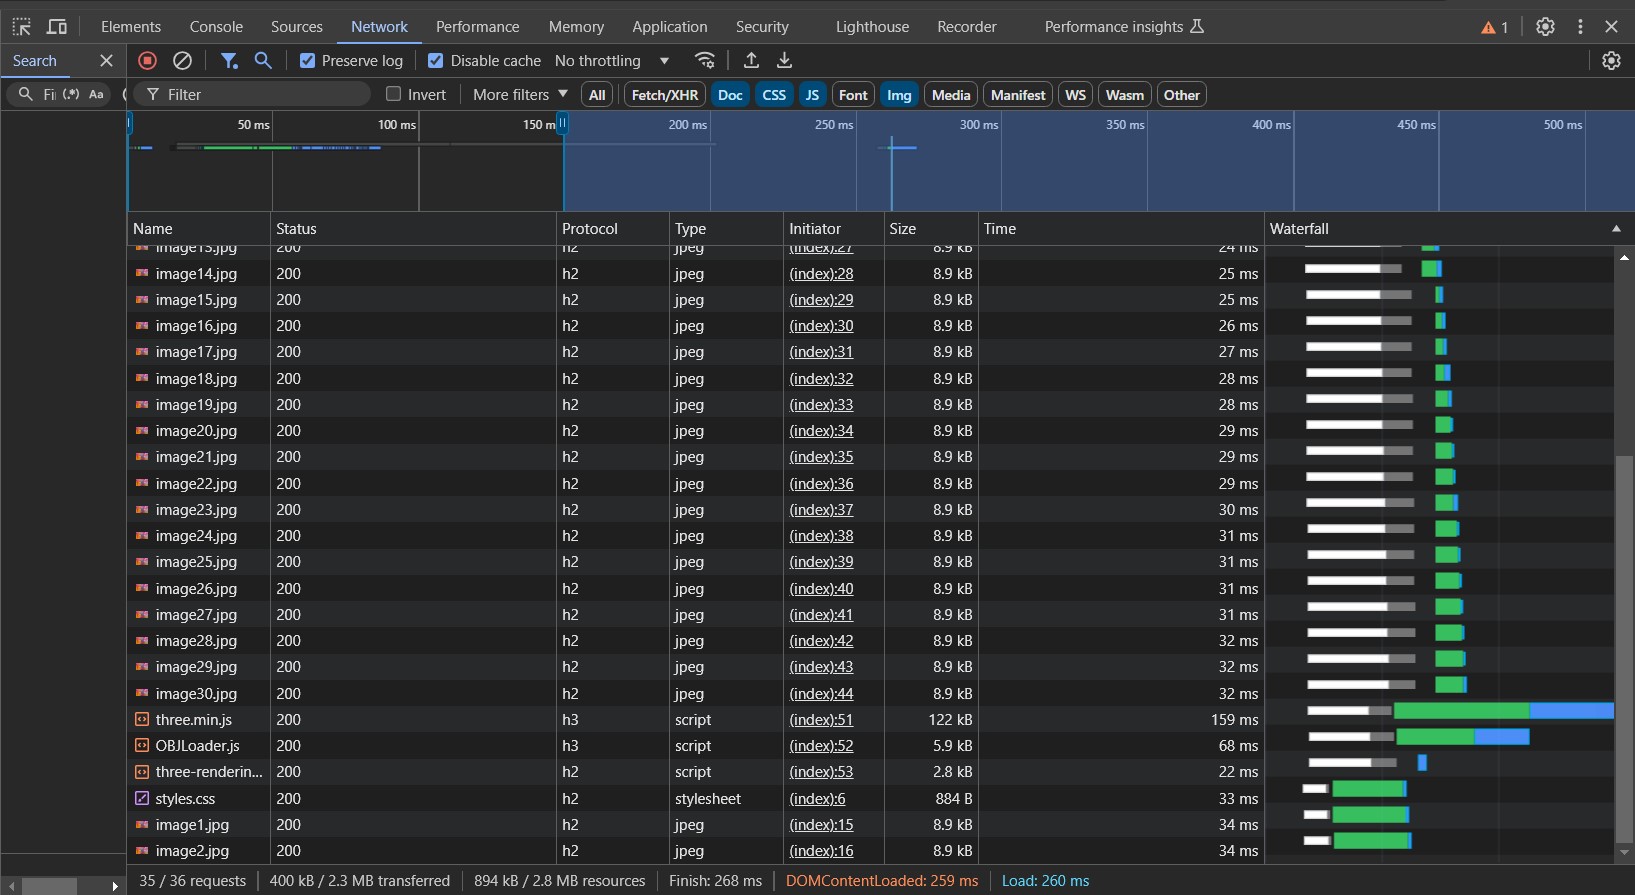 Elements Console Sources Network Performance Memory Application Security Lighthouse Recorder Performance insights 1
Search Preserve log Disable cache No throttling
Fi (.*) Aa Filter Invert More filters All Fetch/XHR Doc CSS JS Font Img Media Manifest WS Wasm Other
50 ms 100 ms 150 m 200 ms 250 ms 300 ms 350 ms 400 ms 450 ms 500 ms
Name Status Protocol Type Initiator Size Time Waterfall
image13.jpg 200 h2 jpeg (index):27 8.9 kB 24 ms
image14.jpg 200 h2 jpeg (index):28 8.9 kB 25 ms
image15.jpg 200 h2 jpeg (index):29 8.9 kB 25 ms
image16.jpg 200 h2 jpeg (index):30 8.9 kB 26 ms
image17.jpg 200 h2 jpeg (index):31 8.9 kB 27 ms
image18.jpg 200 h2 jpeg (index):32 8.9 kB 28 ms
image19.jpg 200 h2 jpeg (index):33 8.9 kB 28 ms
image20.jpg 200 h2 jpeg (index):34 8.9 kB 29 ms
image21.jpg 200 h2 jpeg (index):35 8.9 kB 29 ms
image22.jpg 200 h2 jpeg (index):36 8.9 kB 29 ms
image23.jpg 200 h2 jpeg (index):37 8.9 kB 30 ms
image24.jpg 200 h2 jpeg (index):38 8.9 kB 31 ms
image25.jpg 200 h2 jpeg (index):39 8.9 kB 31 ms
image26.jpg 200 h2 jpeg (index):40 8.9 kB 31 ms
image27.jpg 200 h2 jpeg (index):41 8.9 kB 31 ms
image28.jpg 200 h2 jpeg (index):42 8.9 kB 32 ms
image29.jpg 200 h2 jpeg (index):43 8.9 kB 32 ms
image30.jpg 200 h2 jpeg (index):44 8.9 kB 32 ms
three.min.js 200 h3 script (index):51 122 kB 159 ms
OBJLoader.js 200 h3 script (index):52 5.9 kB 68 ms
three-renderin... 200 h2 script (index):53 2.8 kB 22 ms
styles.css 200 h2 stylesheet (index):6 884 B 33 ms
image1.jpg 200 h2 jpeg (index):15 8.9 kB 34 ms
image2.jpg 200 h2 jpeg (index):16 8.9 kB 34 ms
35 / 36 requests 400 kB / 2.3 MB transferred 894 kB / 2.8 MB resources Finish: 268 ms DOMContentLoaded: 259 ms Load: 260 ms